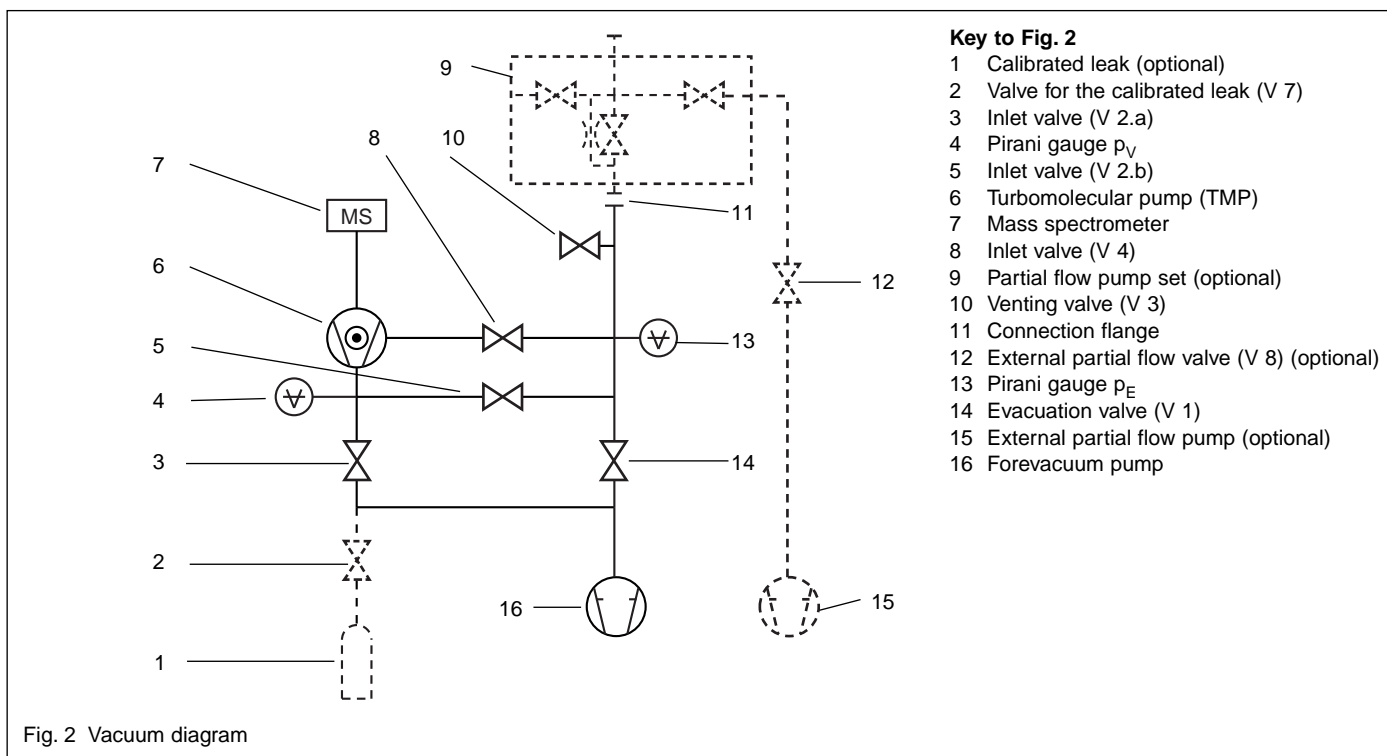 9
8
10
7
MS
11
6
12
5
13
4
3
14
2
16
15
1
Fig. 2 Vacuum diagram
Key to Fig. 2
1 Calibrated leak (optional)
2 Valve for the calibrated leak (V 7)
3 Inlet valve (V 2.a)
4 Pirani gauge pV
5 Inlet valve (V 2.b)
6 Turbomolecular pump (TMP)
7 Mass spectrometer
8 Inlet valve (V 4)
9 Partial flow pump set (optional)
10 Venting valve (V 3)
11 Connection flange
12 External partial flow valve (V 8) (optional)
13 Pirani gauge pE
14 Evacuation valve (V 1)
15 External partial flow pump (optional)
16 Forevacuum pump